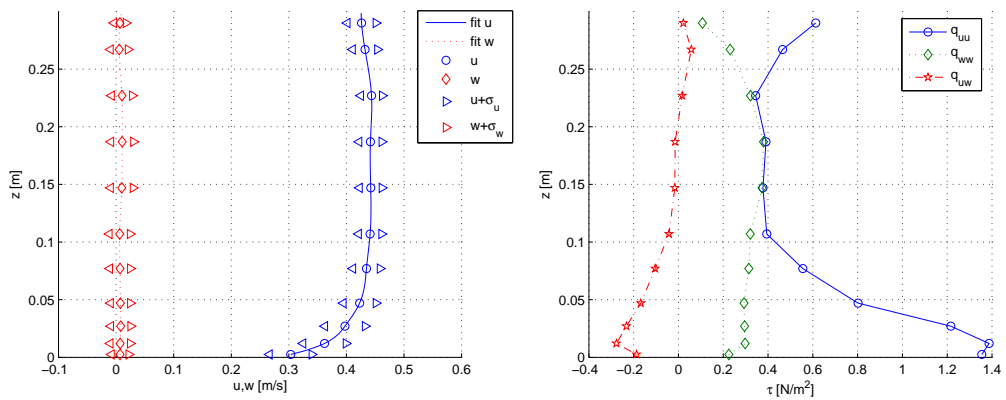 0.25
0.2
0.15
0.1
0.05
0
z [m]
−0.1 0 0.1 0.2 0.3 0.4 0.5 0.6
u,w [m/s]
fit u
fit w
u
w
u+σ_u
w+σ_w
0.25
0.2
0.15
0.1
0.05
0
z [m]
−0.4 −0.2 0 0.2 0.4 0.6 0.8 1 1.2 1.4
τ [N/m²]
q_uu
q_ww
q_uw